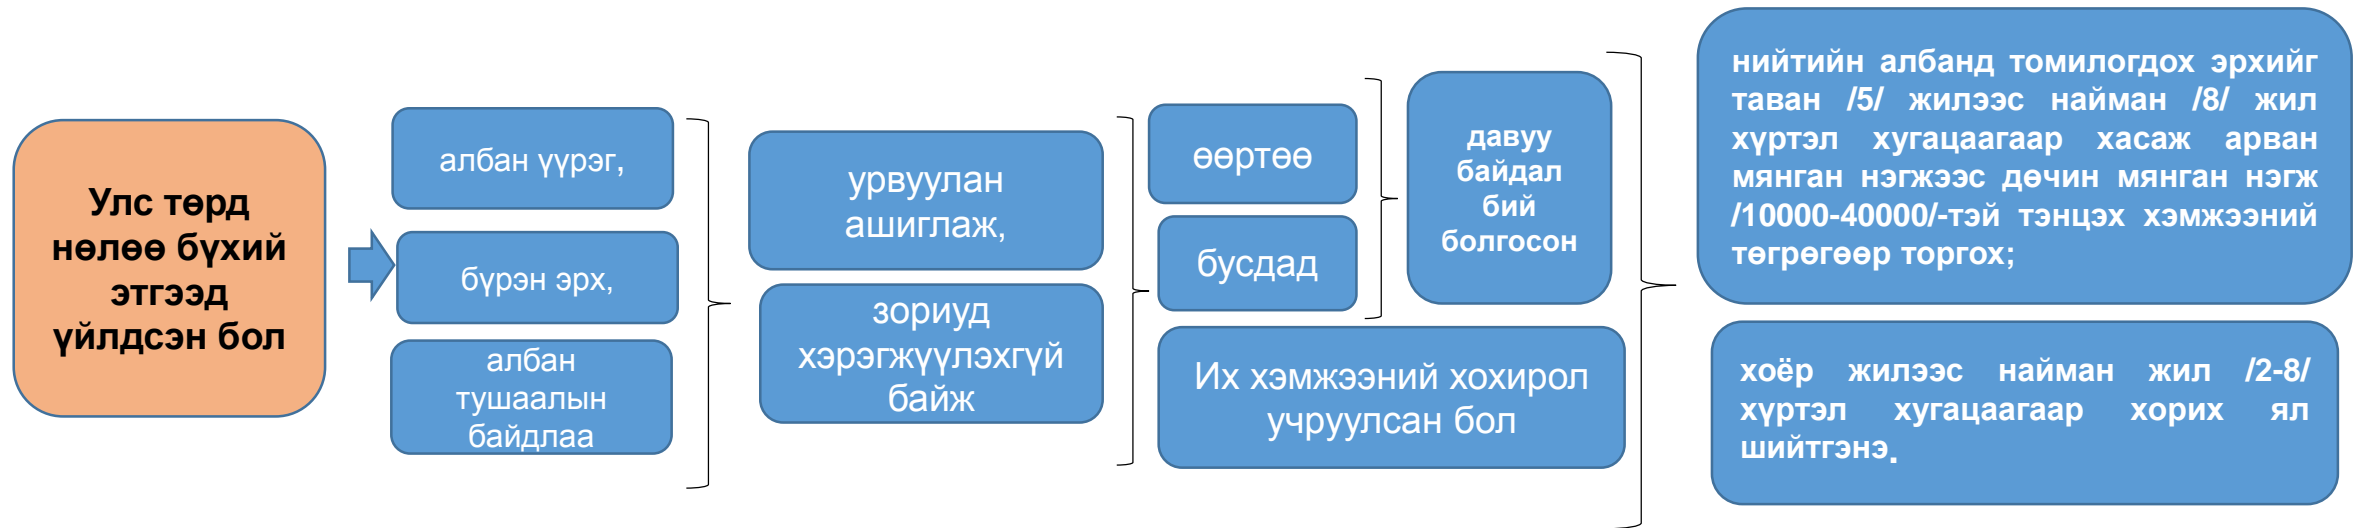 Улс төрд
нөлөө бүхий
этгээд
үйлдсэн бол
албан үүрэг,
бүрэн эрх,
албан
тушаалын
байдлаа
урвуулан
ашиглаж,
зориуд
хэрэгжүүлэхгүй
байж
өөртөө
бусдад
давуу
байдал
бий
болгосон
Их хэмжээний хохирол
учруулсан бол
нийтийн албанд томилогдох эрхийг
таван /5/ жилээс найман /8/ жил
хүртэл хугацаагаар хасаж арван
мянган нэгжээс дөчин мянган нэгж
/10000-40000/-тэй тэнцэх хэмжээний
төгрөгөөр торгох;
хоёр жилээс найман жил /2-8/
хүртэл хугацаагаар хорих ял
шийтгэнэ.